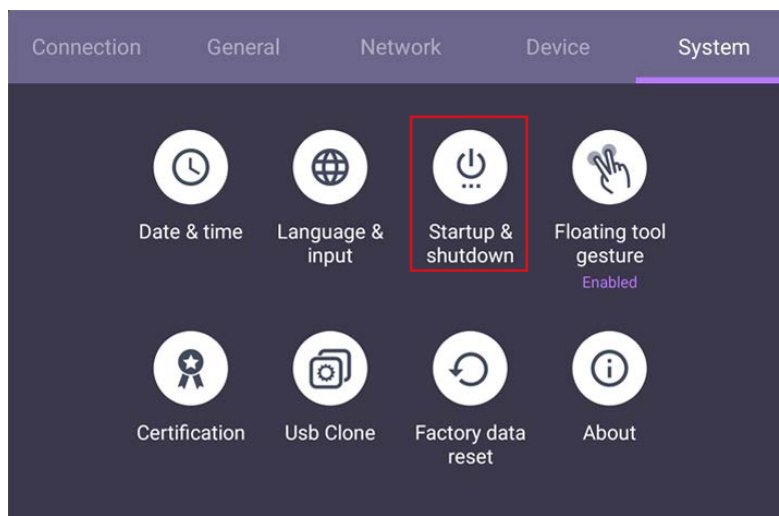 Connection General Network Device System
Date & time
Language &
input
Startup &
shutdown
Floating tool
gesture
Enabled
Certification
Usb Clone
Factory data
reset
About